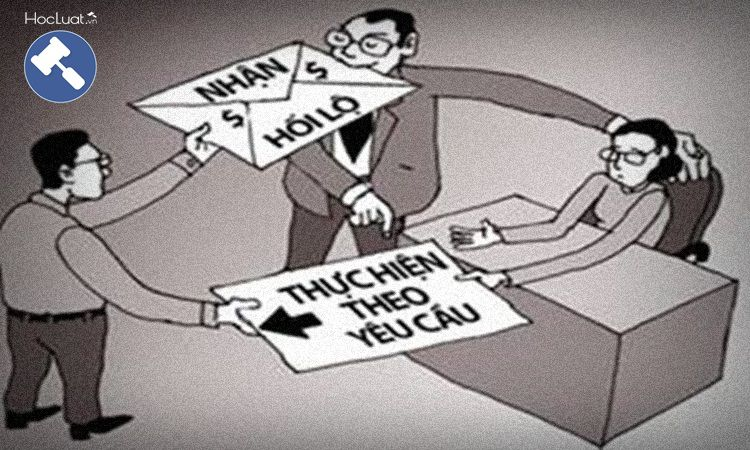 HocLuat.vn
NHẬN
$
$
HỐI LỘ
THỰC HIỆN
THEO
YÊU CẦU